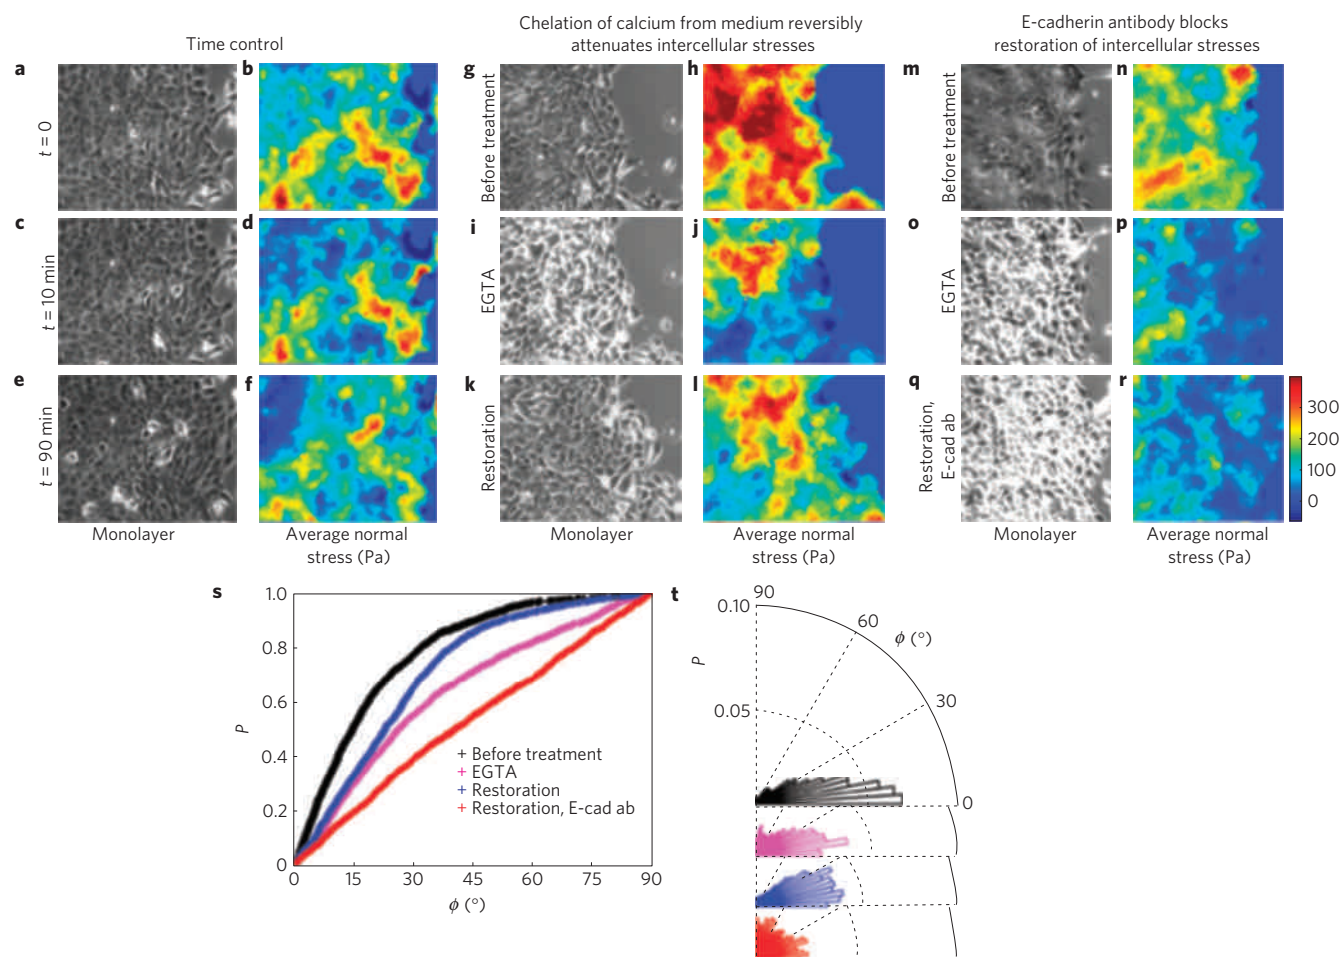 Time control
Chelation of calcium from medium reversibly
attenuates intercellular stresses
E-cadherin antibody blocks
restoration of intercellular stresses
a
b
g
h
m
n
t = 0
Before treatment
Before treatment
c
d
i
j
o
p
t = 10 min
EGTA
EGTA
e
f
k
l
q
r
t = 90 min
Restoration
Restoration,
E-cad ab
300
200
100
0
Monolayer
Average normal
stress (Pa)
Monolayer
Average normal
stress (Pa)
Monolayer
Average normal
stress (Pa)
s
1.0
0.8
0.6
0.4
0.2
0
P
0
15
30
45
60
75
90
ϕ (°)
+ Before treatment
+ EGTA
+ Restoration
+ Restoration, E-cad ab
t
90
0.10
60
ϕ (°)
P
0.05
30
0